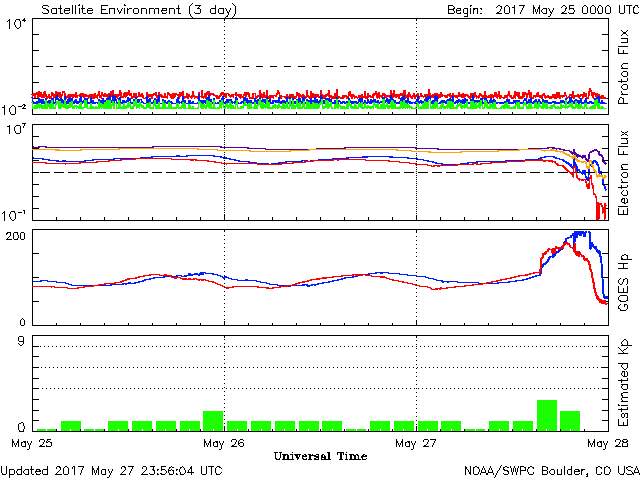 Satellite Environment (3 day)
Begin: 2017 May 25 0000 UTC
10⁴
10⁻²
Proton Flux
10⁷
10⁻¹
Electron Flux
200
0
GOES Hp
9
0
Estimated Kp
May 25
May 26
May 27
May 28
Universal Time
Updated 2017 May 27 23:56:04 UTC
NOAA/SWPC Boulder, CO USA